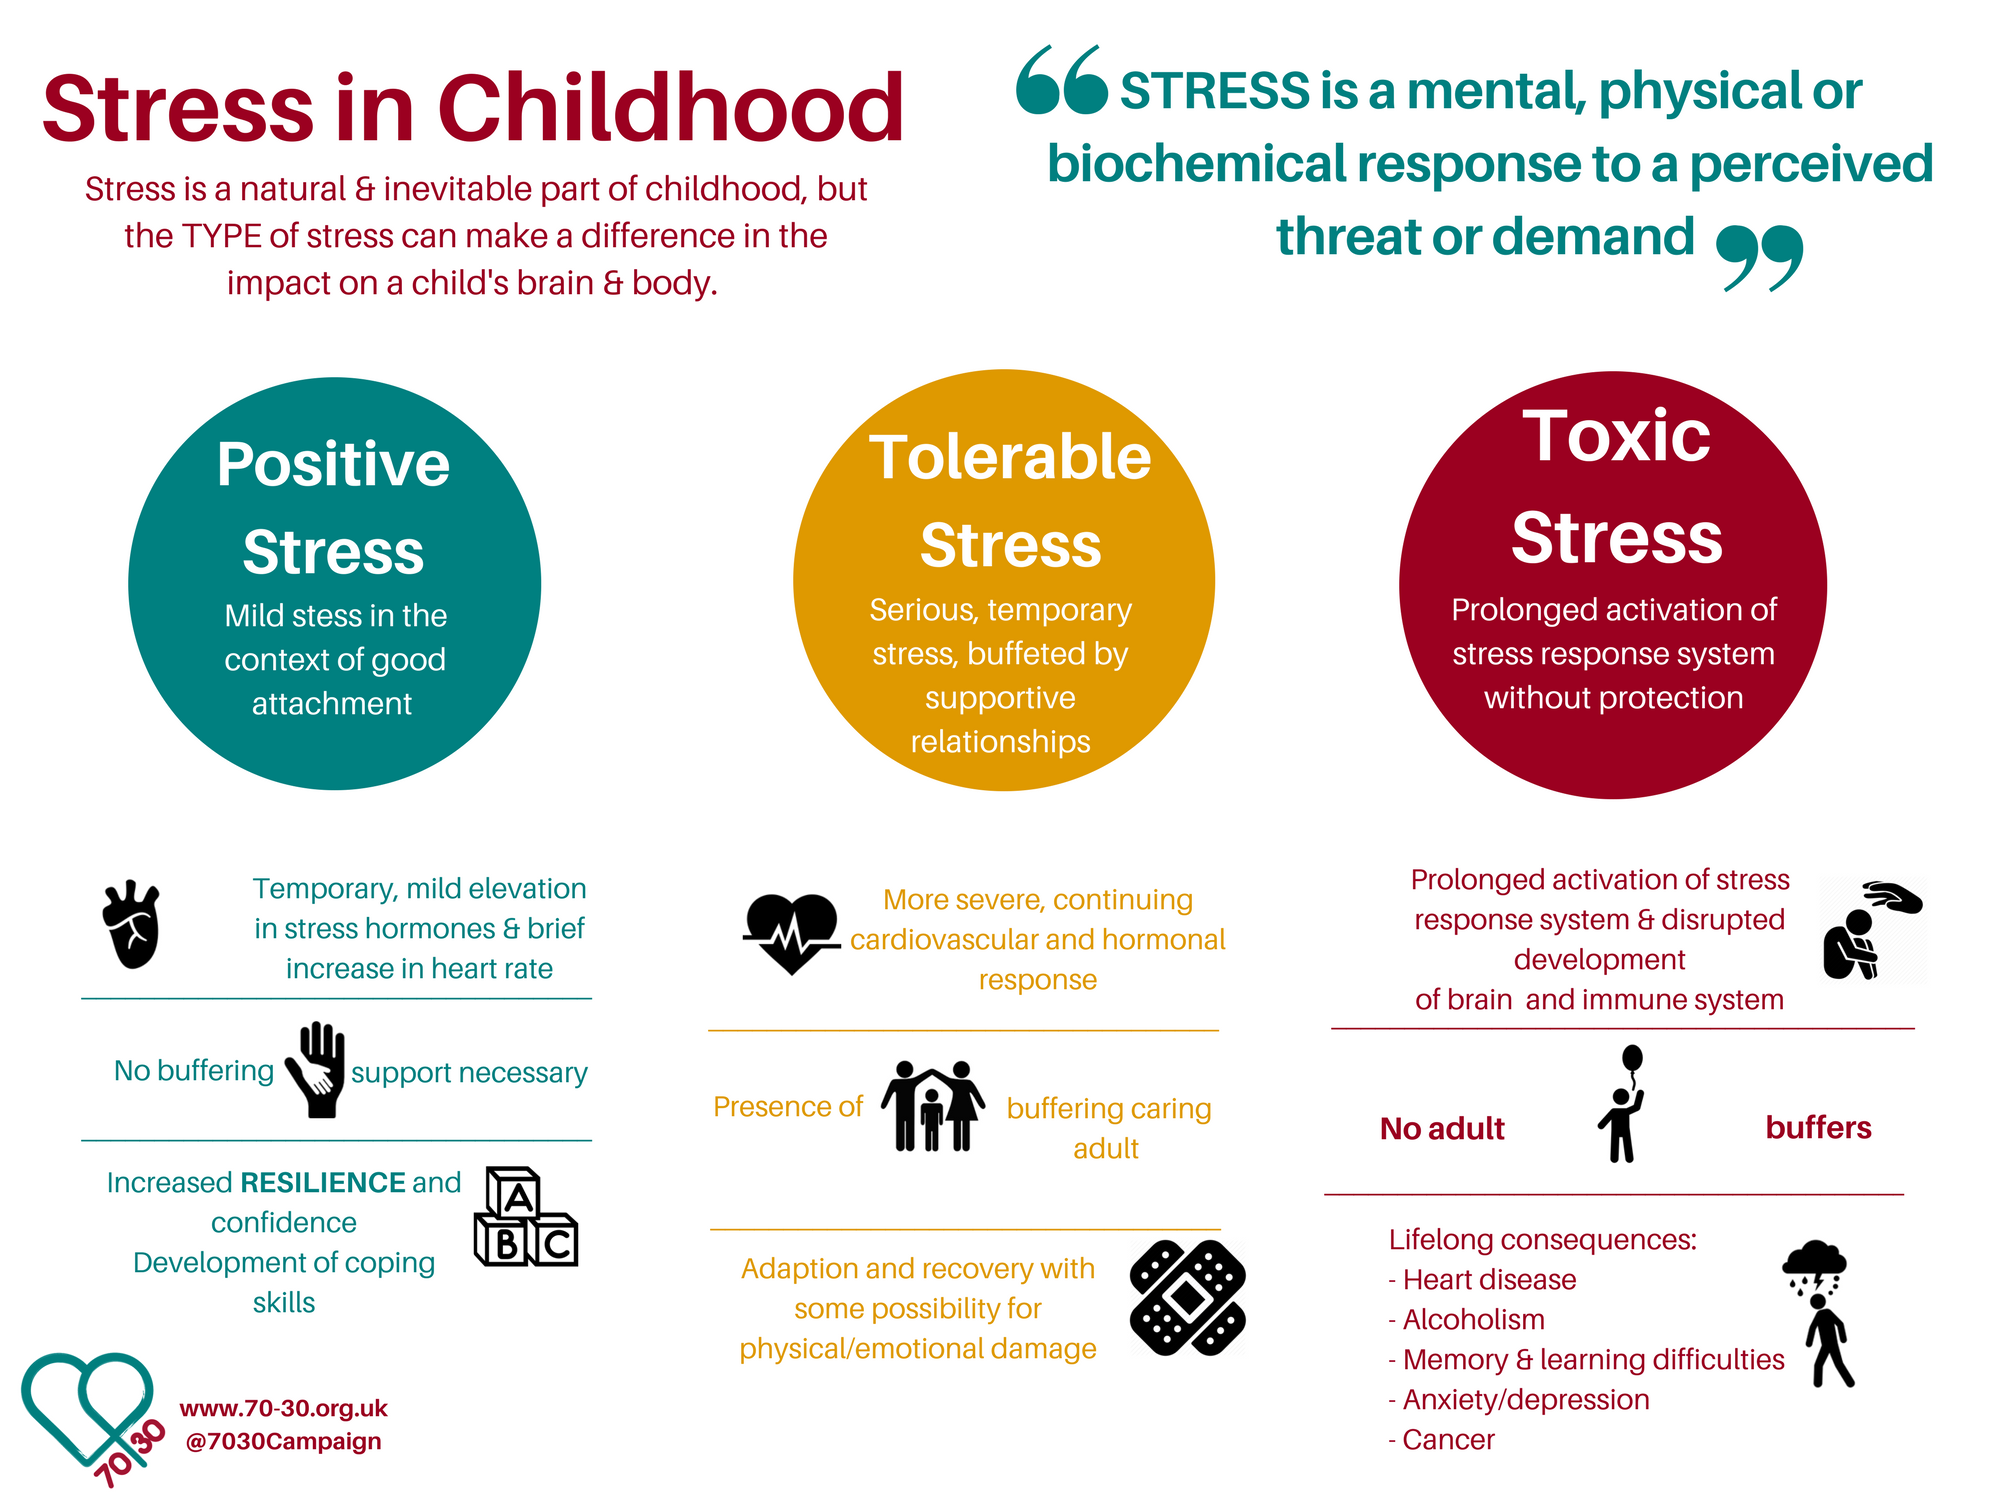 Stress in Childhood
Stress is a natural & inevitable part of childhood, but
the TYPE of stress can make a difference in the
impact on a child's brain & body.
“STRESS is a mental, physical or
biochemical response to a perceived
threat or demand”
Positive
Stress
Mild stess in the
context of good
attachment
Temporary, mild elevation
in stress hormones & brief
increase in heart rate
No buffering support necessary
Increased RESILIENCE and
confidence
Development of coping
skills
Tolerable
Stress
Serious, temporary
stress, buffeted by
supportive
relationships
More severe, continuing
cardiovascular and hormonal
response
Presence of buffering caring
adult
Adaption and recovery with
some possibility for
physical/emotional damage
Toxic
Stress
Prolonged activation of
stress response system
without protection
Prolonged activation of stress
response system & disrupted
development
of brain and immune system
No adult buffers
Lifelong consequences:
- Heart disease
- Alcoholism
- Memory & learning difficulties
- Anxiety/depression
- Cancer
A
B C
70 30
www.70-30.org.uk
@7030Campaign